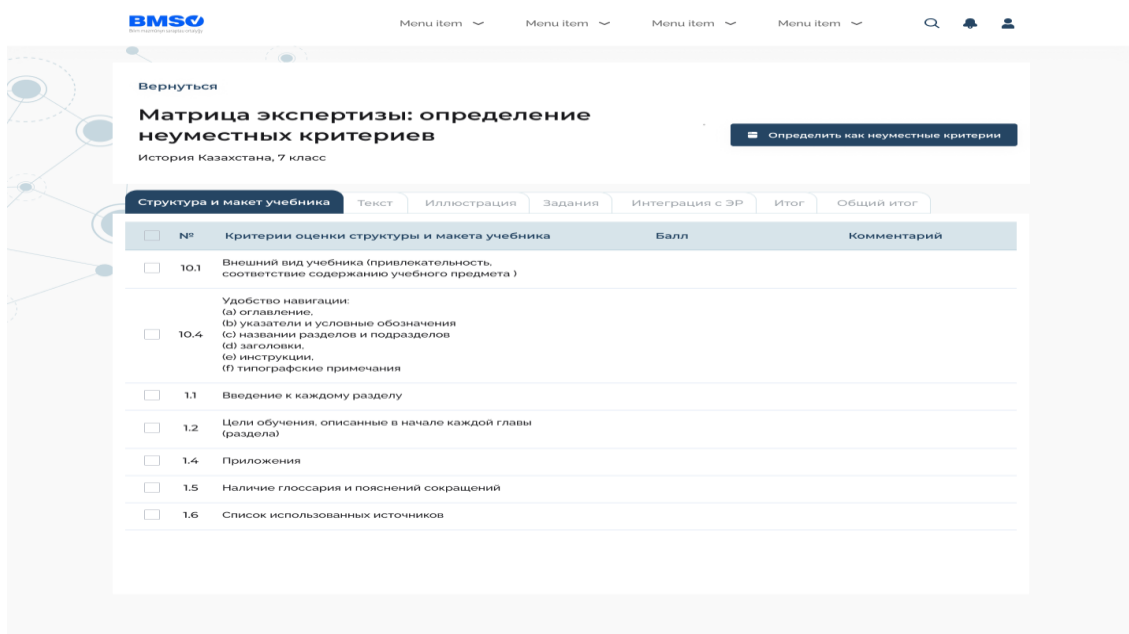 BMSO
Menu item
Menu item
Menu item
Menu item
Вернуться
Матрица экспертизы: определение
неуместных критериев
История Казахстана, 7 класс
Определить как неуместные критерии
Структура и макет учебника
Текст
Иллюстрация
Задания
Интеграция с ЭР
Итог
Общий итог
№ Критерии оценки структуры и макета учебника Балл Комментарий
10.1 Внешний вид учебника (привлекательность,
соответствие содержанию учебного предмета )
Удобство навигации:
(a) оглавление,
(b) указатели и условные обозначения
10.4 (c) названии разделов и подразделов
(d) заголовки,
(e) инструкции,
(f) типографские примечания
1.1 Введение к каждому разделу
1.2 Цели обучения, описанные в начале каждой главы
(раздела)
1.4 Приложения
1.5 Наличие глоссария и пояснений сокращений
1.6 Список использованных источников